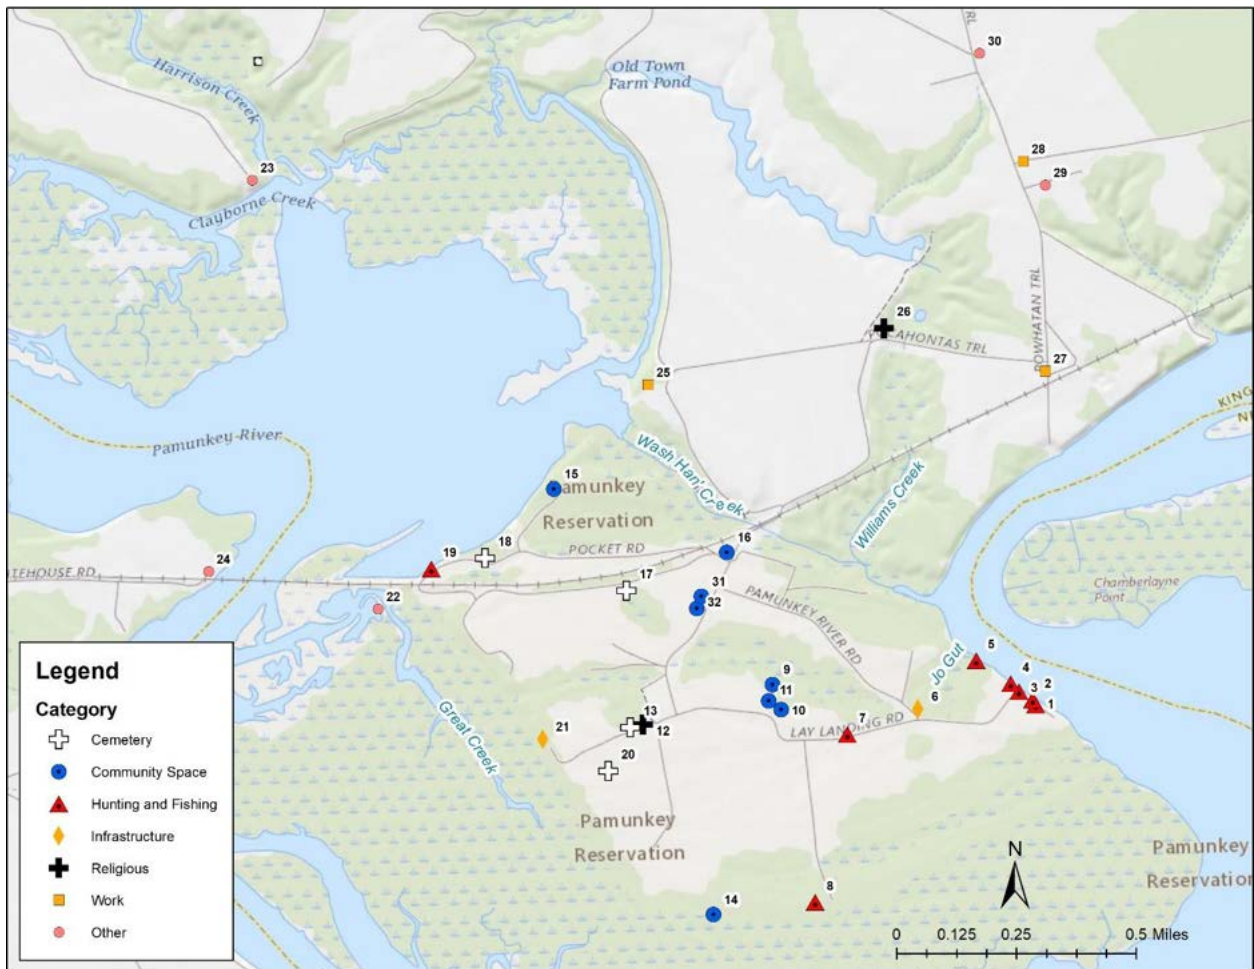 RL
30
Old Town
Farm Pond
Harrison Creek
28
29
23
Clayborne Creek
26
AHONTAS TRL
POWHATAN TRL
27
25
KING
NE
Pamunkey River
Wash Han' Creek
Williams Creek
15
Pamunkey
Reservation
18
POCKET RD
16
19
24
ITEHOUSE RD
17
31
32
22
Chamberlayne
Point
PAMUNKEY RIVER RD
Jo Gut
5
4
2
3
1
9
11
10
6
7
LAY LANDING RD
13
12
21
20
Great Creek
Pamunkey
Reservation
Pamunkey
Reservation
8
14
Legend
Category
Cemetery
Community Space
Hunting and Fishing
Infrastructure
Religious
Work
Other
N
0 0.125 0.25 0.5 Miles